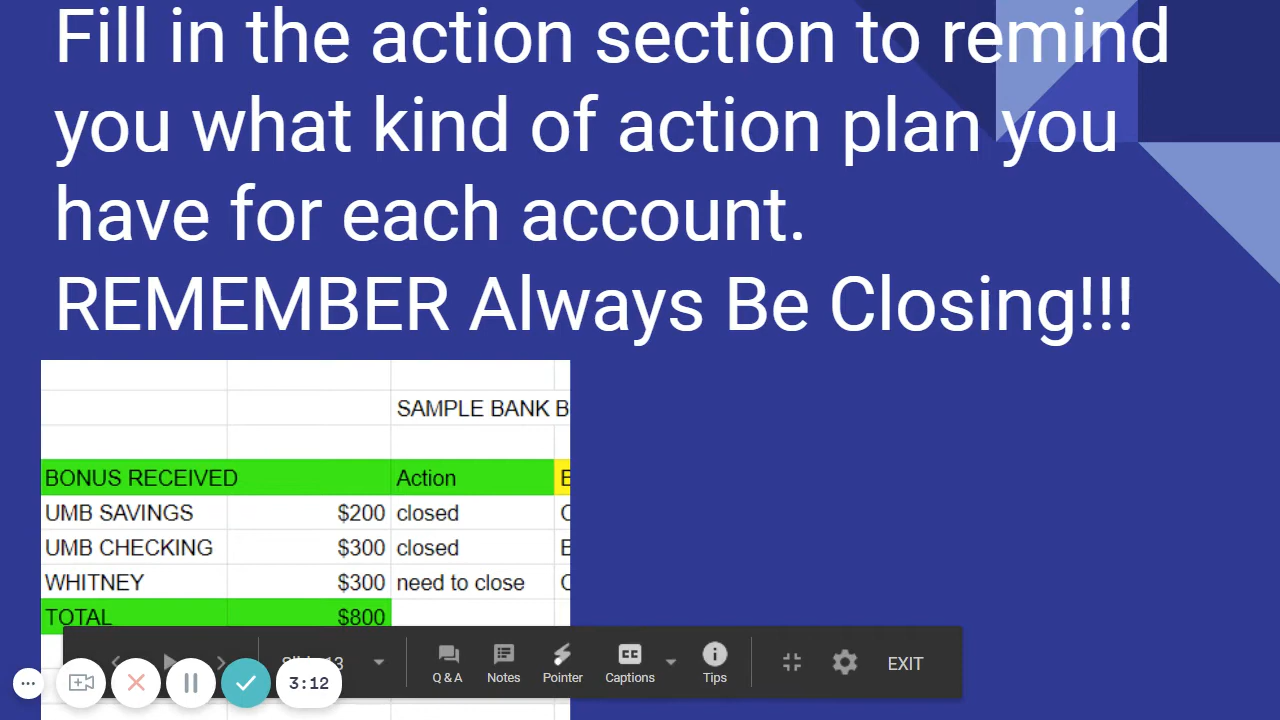 Fill in the action section to remind
you what kind of action plan you
have for each account.
REMEMBER Always Be Closing!!!
SAMPLE BANK B
BONUS RECEIVED Action
UMB SAVINGS $200 closed
UMB CHECKING $300 closed
WHITNEY $300 need to close
TOTAL $800
13
Q & A Notes Pointer Captions Tips EXIT
3:12